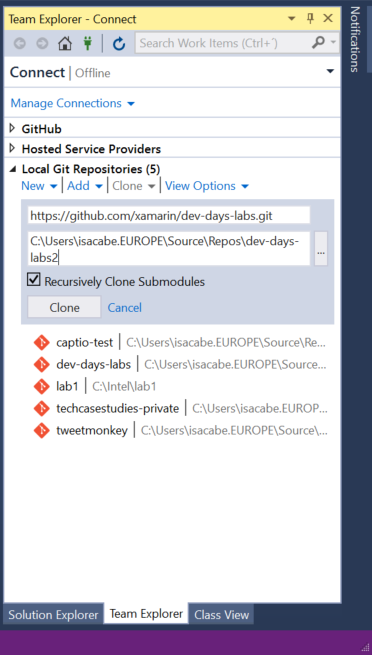 Team Explorer - Connect
Search Work Items (Ctrl+´)
Connect | Offline
Manage Connections
GitHub
Hosted Service Providers
Local Git Repositories (5)
New | Add | Clone | View Options
https://github.com/xamarin/dev-days-labs.git
C:\Users\isacabe.EUROPE\Source\Repos\dev-days-
labs2
...
Recursively Clone Submodules
Clone Cancel
captio-test | C:\Users\isacabe.EUROPE\Source\Re...
dev-days-labs | C:\Users\isacabe.EUROPE\Source...
lab1 | C:\Intel\lab1
techcasestudies-private | C:\Users\isacabe.EUROP...
tweetmonkey | C:\Users\isacabe.EUROPE\Source\...
Solution Explorer Team Explorer Class View
Notifications